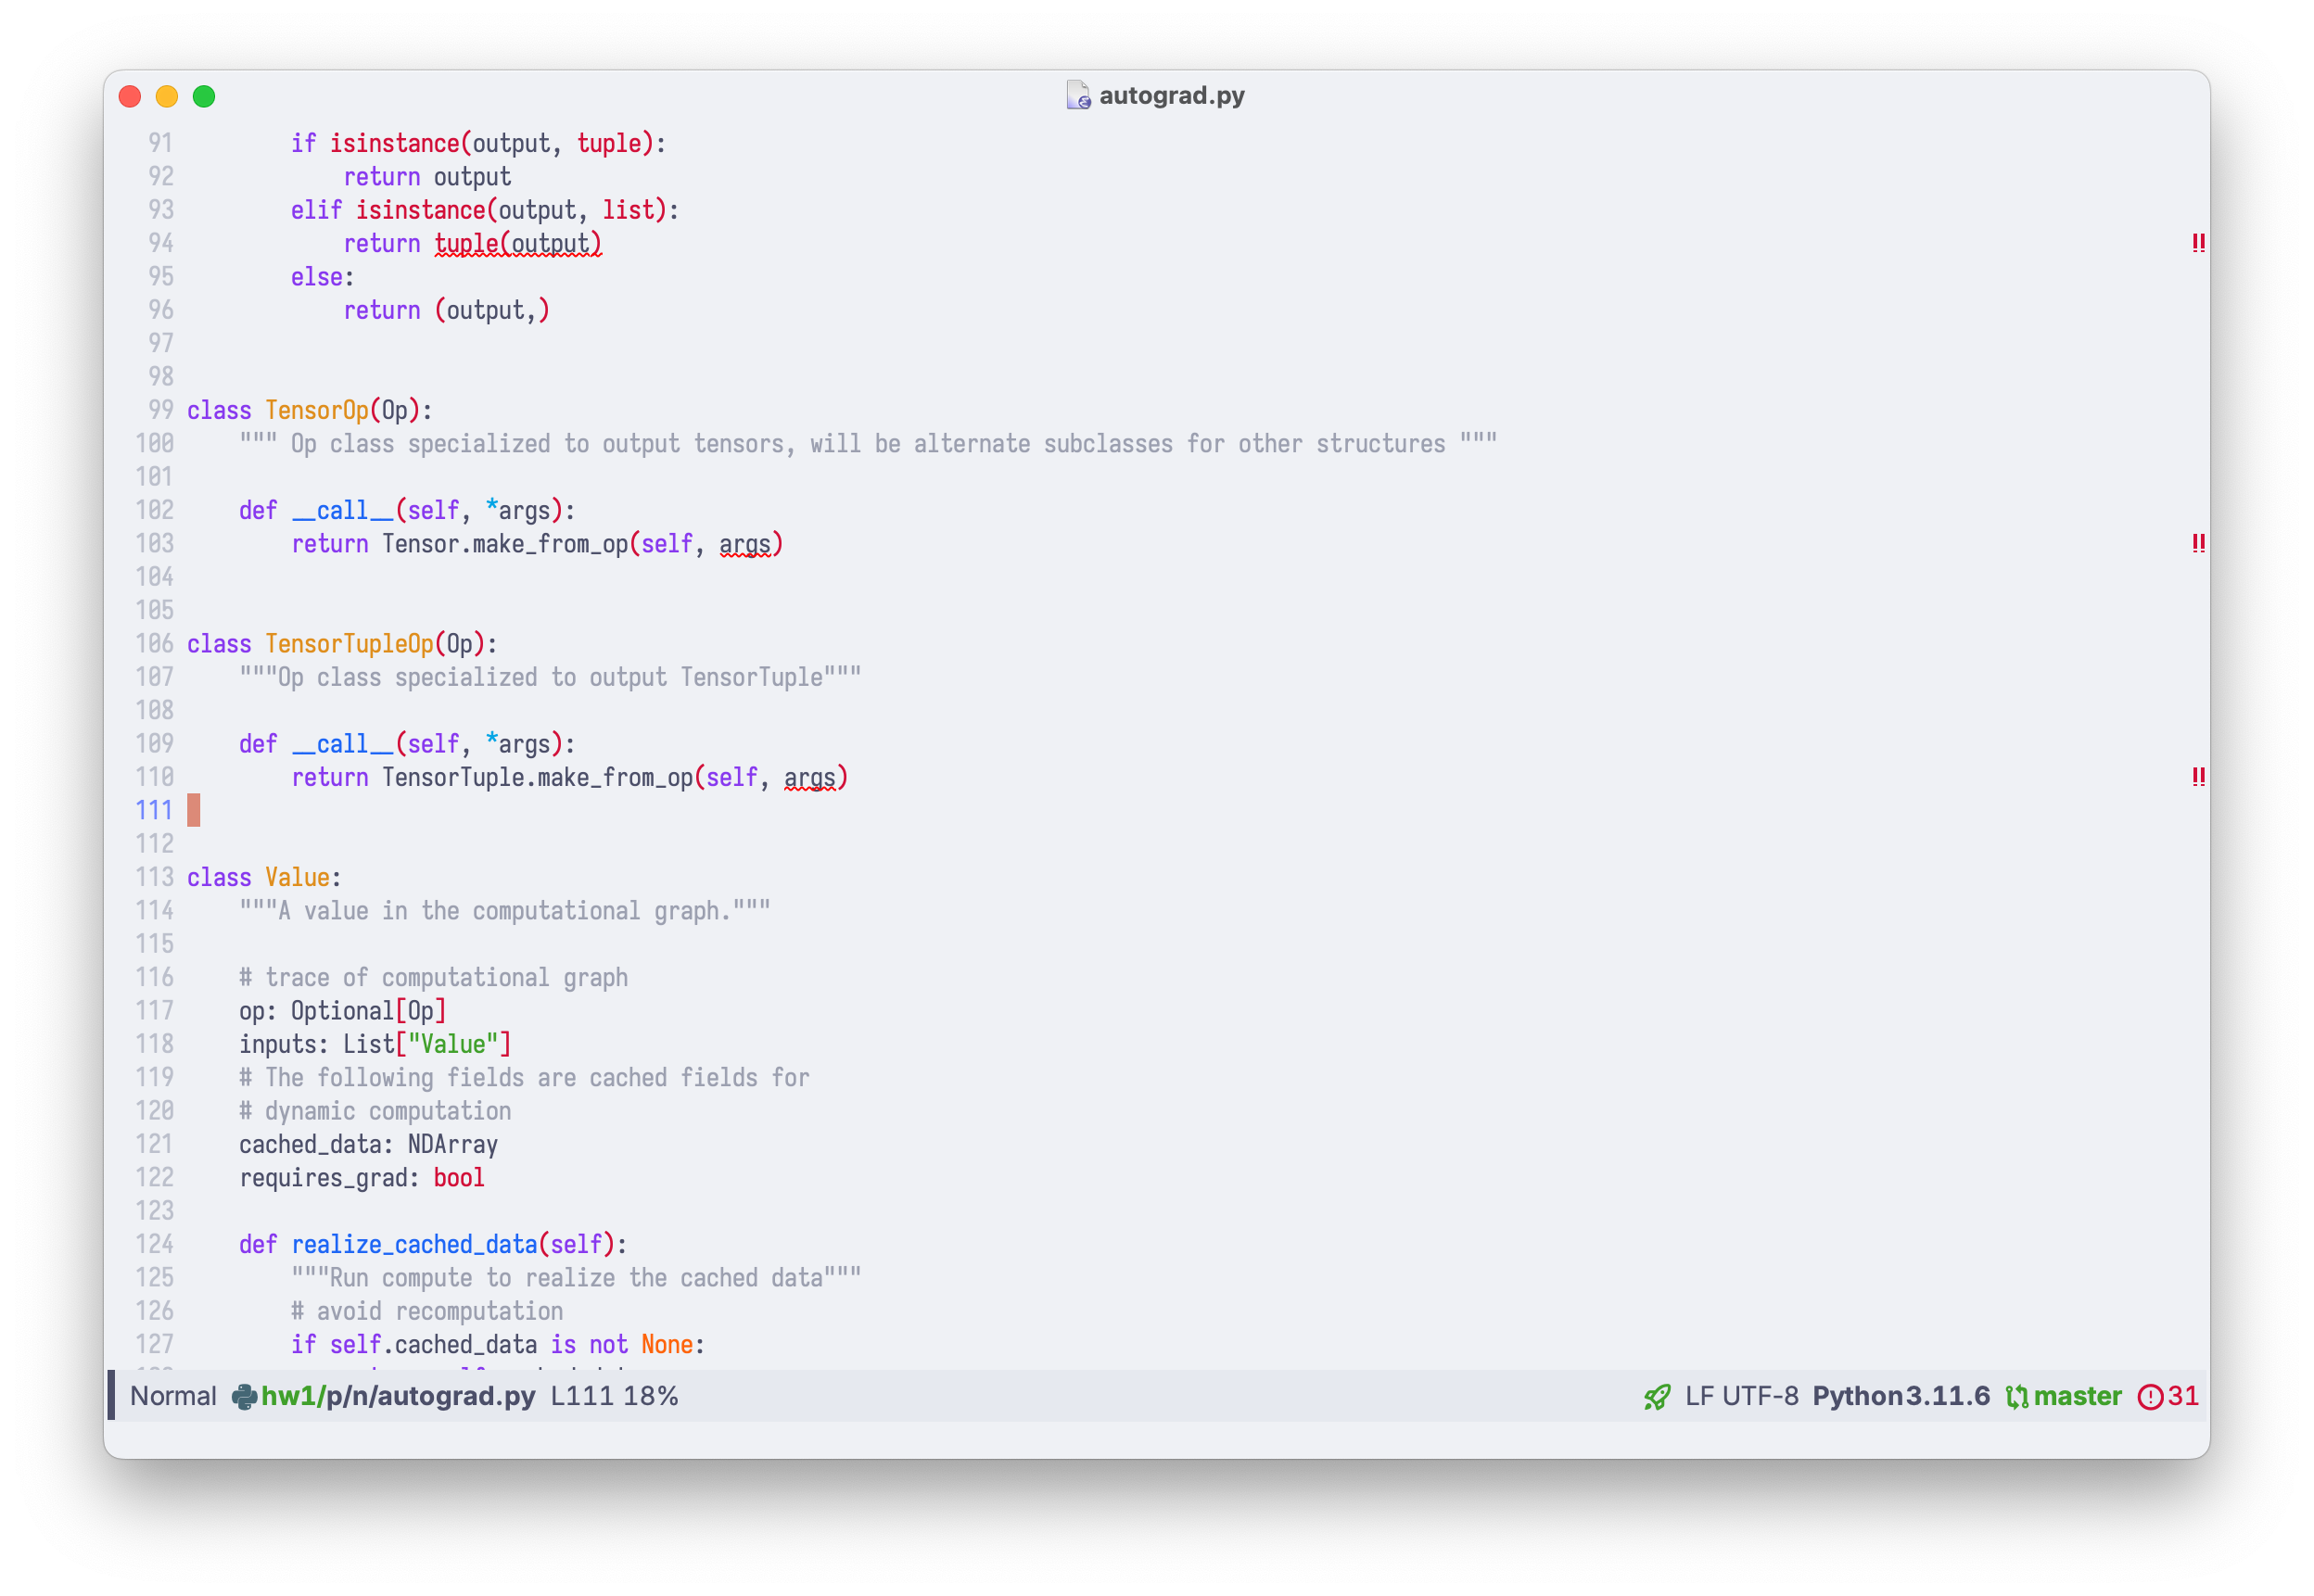 autograd.py
91         if isinstance(output, tuple):
92             return output
93         elif isinstance(output, list):
94             return tuple(output)
95         else:
96             return (output,)
97
98
99 class TensorOp(Op):
100     """ Op class specialized to output tensors, will be alternate subclasses for other structures """
101
102     def __call__(self, *args):
103         return Tensor.make_from_op(self, args)
104
105
106 class TensorTupleOp(Op):
107     """Op class specialized to output TensorTuple"""
108
109     def __call__(self, *args):
110         return TensorTuple.make_from_op(self, args)
111
112
113 class Value:
114     """A value in the computational graph."""
115
116     # trace of computational graph
117     op: Optional[Op]
118     inputs: List["Value"]
119     # The following fields are cached fields for
120     # dynamic computation
121     cached_data: NDArray
122     requires_grad: bool
123
124     def realize_cached_data(self):
125         """Run compute to realize the cached data"""
126         # avoid recomputation
127         if self.cached_data is not None:
Normal hw1/p/n/autograd.py L111 18% LF UTF-8 Python 3.11.6 master 31